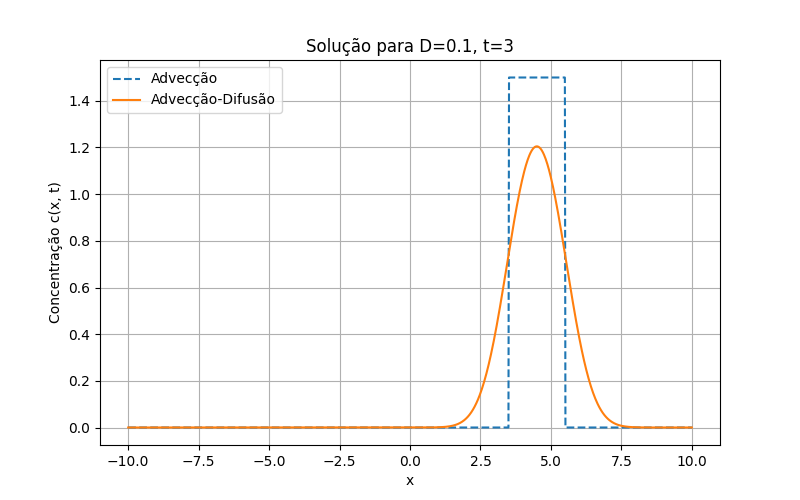 Solução para D=0.1, t=3
Advecção
Advecção-Difusão
Concentração c(x, t)
1.4
1.2
1.0
0.8
0.6
0.4
0.2
0.0
−10.0 −7.5 −5.0 −2.5 0.0 2.5 5.0 7.5 10.0
x